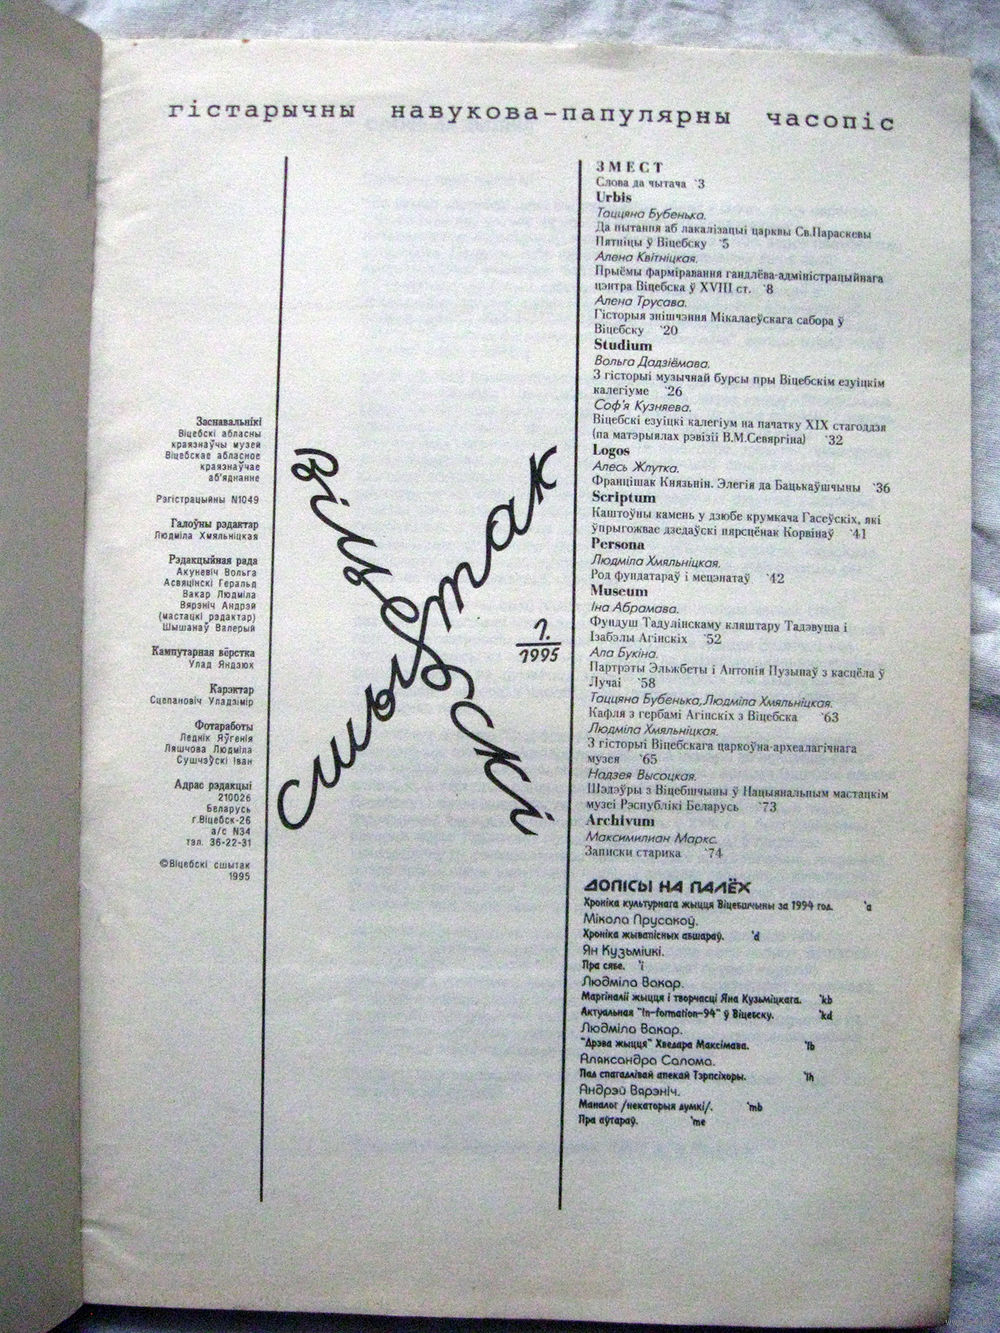 гістарычны навукова-папулярны часопіс
Заснавальнікі
Віцебскі абласны
краязнаўчы музей
Віцебскае абласное
краязнаўчае
аб'яднанне
Рэгістрацыйны N1049
Галоўны рэдактар
Людміла Хмяльніцкая
Рэдакцыйная рада
Акуневіч Вольга
Асвяцінскі Геральд
Вакар Людміла
Вярэніч Андрэй
(мастацкі рэдактар)
Шышанаў Валерый
Кампутарная вёрстка
Улад Яндзюх
Карэктар
Сцепановіч Уладзімір
Фотаработы
Леднік Яўгенія
Ляшчова Людміла
Сушчэўскі Іван
Адрас рэдакцыі
210026
Беларусь
г.Віцебск-26
а/с N34
тэл. 36-22-31
©Віцебскі сшытак
1995
віцебскі
сшытак
1.
1995
ЗМЕСТ
Слова да чытача `3
Urbis
Таццяна Бубенька.
Да пытання аб лакалізацыі царквы Св.Параскевы
Пятніцы ў Віцебску `5
Алена Квітніцкая.
Прыёмы фарміравання гандлёва-адміністрацыйнага
цэнтра Віцебска ў XVIII ст. `8
Алена Трусава.
Гісторыя знішчэння Мікалаеўскага сабора ў
Віцебску `20
Studium
Вольга Дадзіёмава.
З гісторыі музычнай бурсы пры Віцебскім езуіцкім
калегіуме `26
Соф'я Кузняева.
Віцебскі езуіцкі калегіум на пачатку XIX стагоддзя
(па матэрыялах рэвізіі В.М.Севяргіна) `32
Logos
Алесь Жлутка.
Францішак Князьнін. Элегія да Бацькаўшчыны `36
Scriptum
Каштоўны камень у дзюбе крумкача Гасеўскіх, які
ўпрыгожвае дзедаўскі пярсцёнак Корвінаў `41
Persona
Людміла Хмяльніцкая.
Род фундатараў і мецэнатаў `42
Museum
Іна Абрамава.
Фундуш Тадулінскаму кляштару Тадэвуша і
Ізабэлы Агінскіх `52
Ала Букіна.
Партрэты Эльжбеты і Антонія Пузынаў з касцёла ў
Лучаі `58
Таццяна Бубенька,Людміла Хмяльніцкая.
Кафля з гербамі Агінскіх з Віцебска `63
Людміла Хмяльніцкая.
З гісторыі Віцебскага царкоўна-археалагічнага
музея `65
Надзея Высоцкая.
Шэдэўры з Віцебшчыны ў Нацыянальным мастацкім
музеі Рэспублікі Беларусь `73
Archivum
Максимилиан Маркс.
Записки старика `74
ДОПІСЫ НА ПАЛЁХ
Хроніка культурнага жыцця Віцебшчыны за 1994 год. `a
Мікола Прусакоў.
Хроніка жывапісных абшараў. `d
Ян Кузьміцкі.
Пра сябе. `i
Людміла Вакар.
Маргіналіі жыцця і творчасці Яна Кузьміцкага. `kb
Актуальная "In-formation-94" ў Віцебску. `kd
Людміла Вакар.
"Дрэва жыцця" Хведара Максімава. `lb
Аляксандра Салома.
Пад спагадлівай апекай Тэрпсіхоры. `lh
Андрэй Вярэніч.
Маналог /некаторыя думкі/. `mb
Пра аўтараў. `me